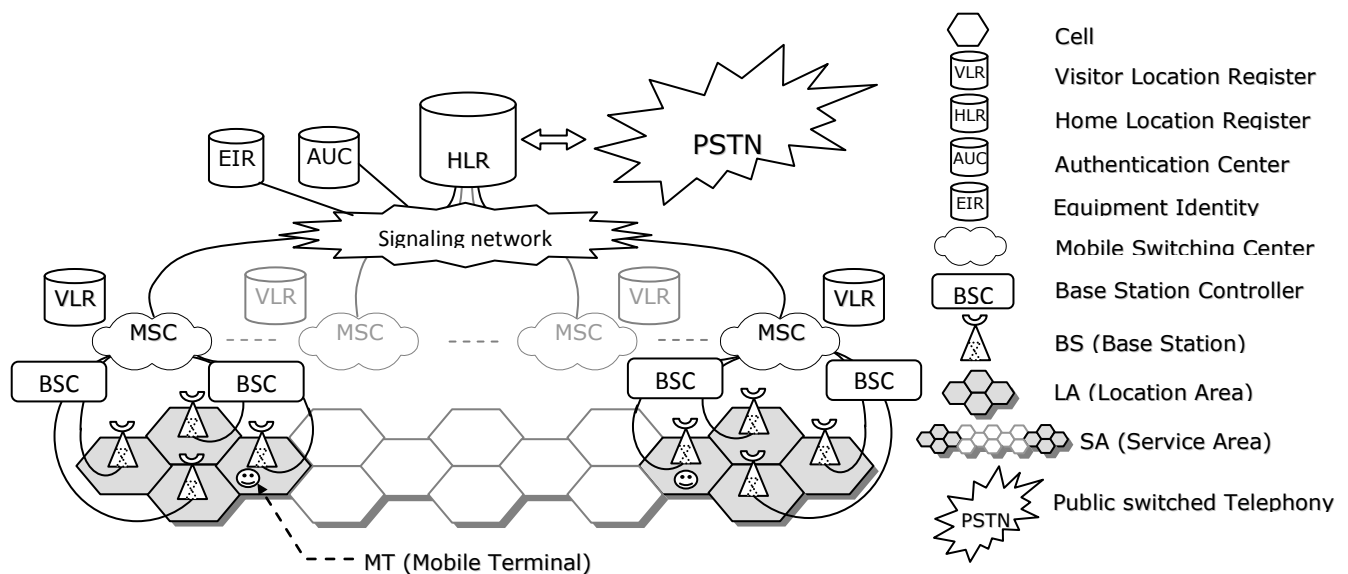 PSTN
EIR
AUC
HLR
Signaling network
VLR
VLR
VLR
VLR
MSC
MSC
MSC
MSC
BSC
BSC
BSC
BSC
MT (Mobile Terminal)
Cell
VLR
Visitor Location Register
HLR
Home Location Register
AUC
Authentication Center
EIR
Equipment Identity
Mobile Switching Center
BSC
Base Station Controller
BS (Base Station)
LA (Location Area)
SA (Service Area)
PSTN
Public switched Telephony